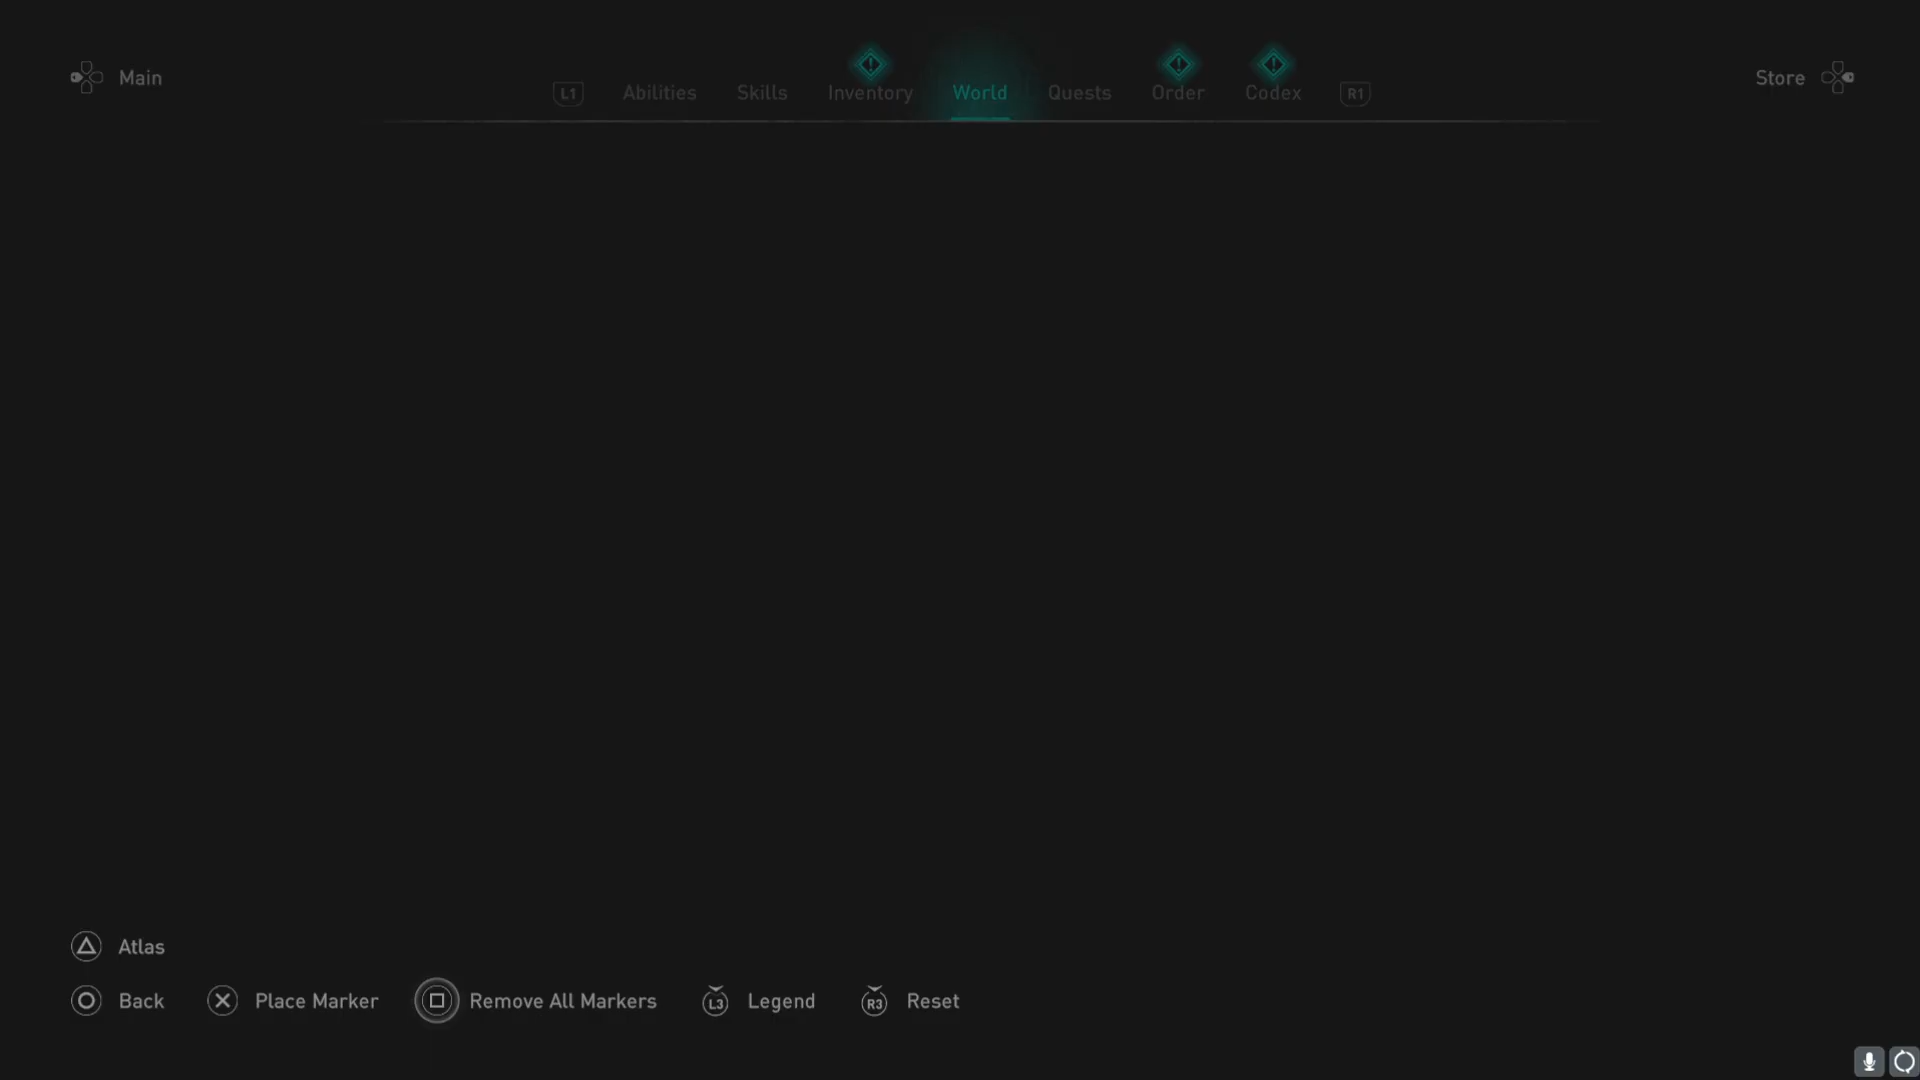 Main
L1 Abilities Skills Inventory World Quests Order Codex R1
Store
Atlas
Back Place Marker Remove All Markers L3 Legend R3 Reset